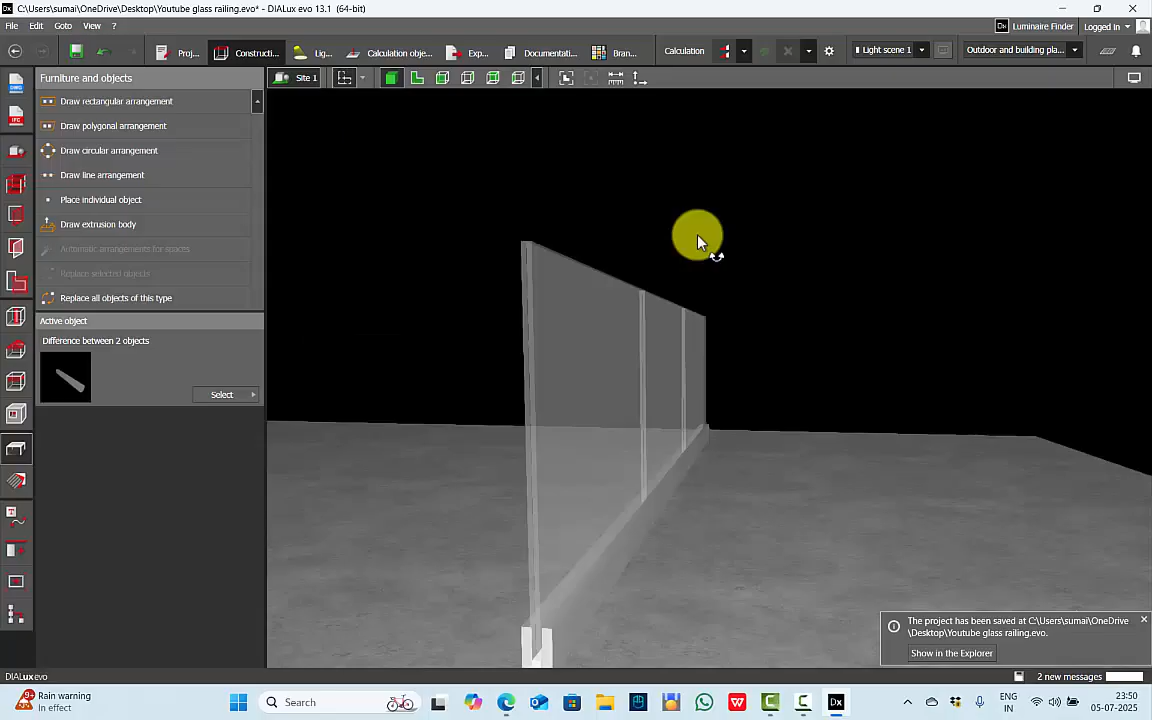 C:\Users\sumai\OneDrive\Desktop\Youtube glass railing.evo* - DIALux evo 13.1 (64-bit)
File Edit Goto View ?
Luminaire Finder Logged in
Proj... Constructi... Lig... Calculation obje... Exp... Documentati... Bran... Calculation Light scene 1 Outdoor and building pla...
DWG
IFC
Furniture and objects
Site 1
Draw rectangular arrangement
Draw polygonal arrangement
Draw circular arrangement
Draw line arrangement
Place individual object
Draw extrusion body
Automatic arrangements for spaces
Replace selected objects
Replace all objects of this type
Active object
Difference between 2 objects
Select
The project has been saved at C:\Users\sumai\OneDrive
\Desktop\Youtube glass railing.evo.
Show in the Explorer
DIALux evo
2 new messages
9+
Rain warning
In effect
Search
ENG
IN
23:50
05-07-2025